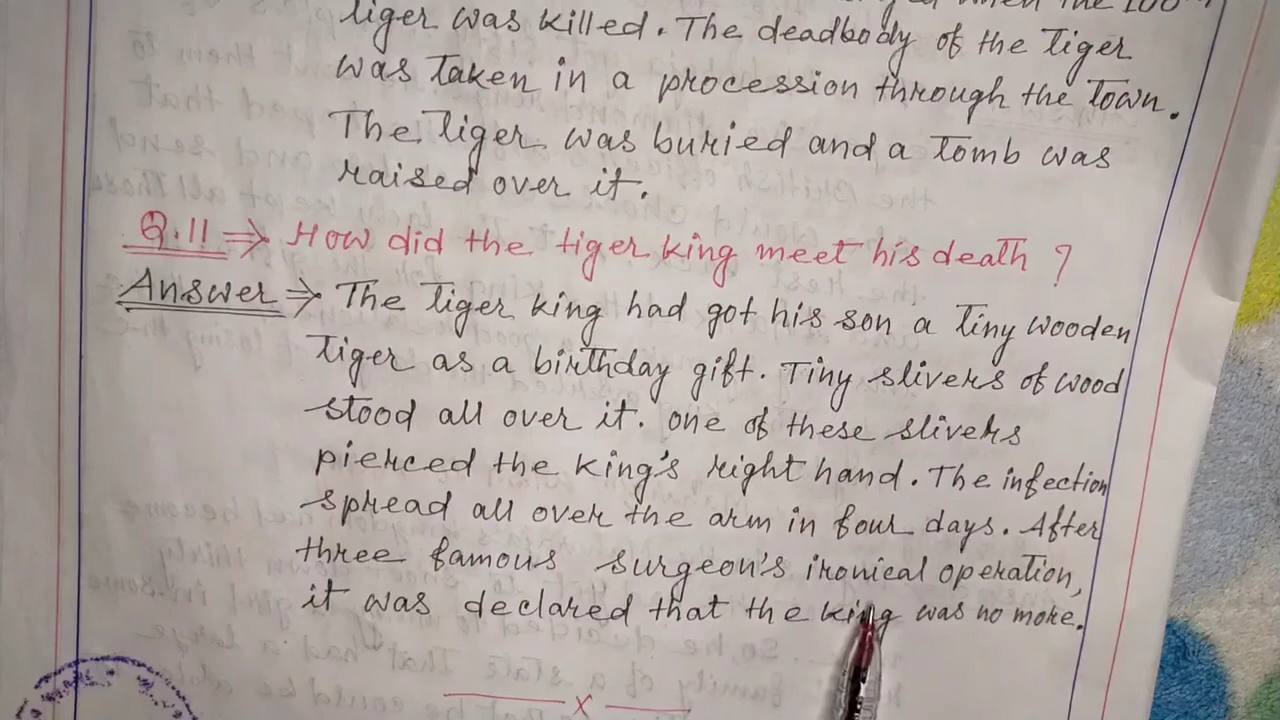 when the 100th
tiger was killed. The deadbody of the tiger
was taken in a procession through the town.
The tiger was buried and a tomb was
raised over it.
Q.11 ⇒ How did the tiger king meet his death ?
Answer ⇒ The tiger king had got his son a tiny wooden
tiger as a birthday gift. Tiny slivers of wood
stood all over it. one of these slivers
pierced the king's right hand. The infection
spread all over the arm in four days. After
three famous surgeon's ironical operation,
it was declared that the king was no more.
x